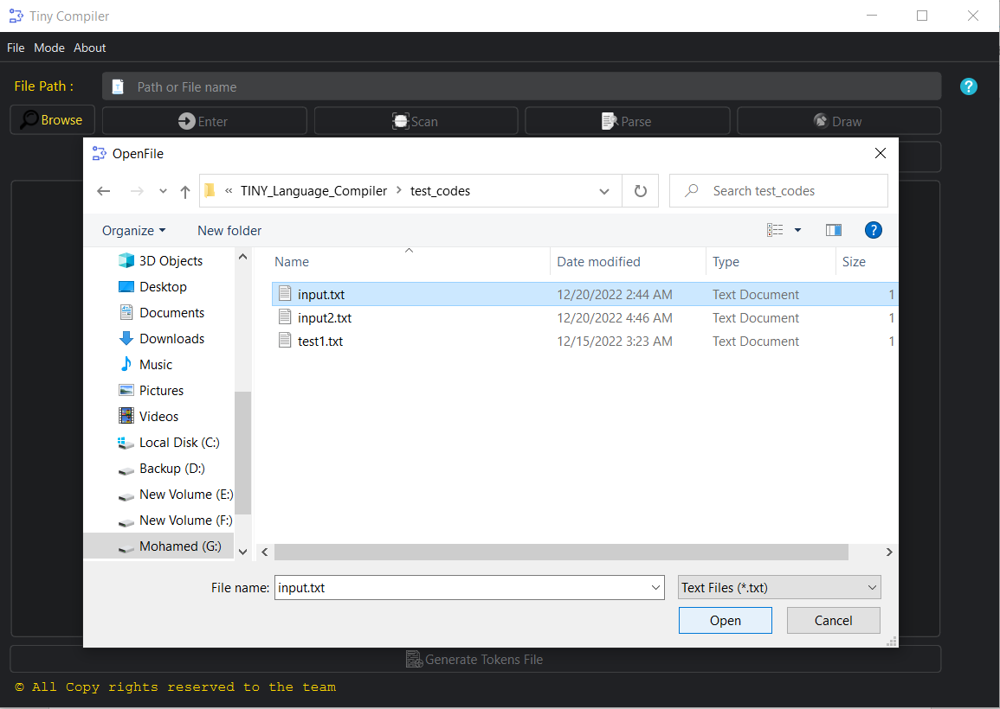 Tiny Compiler
File Mode About
File Path : Path or File name ?
Browse Enter Scan Parse Draw
OpenFile
« TINY_Language_Compiler > test_codes Search test_codes
Organize New folder ?
Name Date modified Type Size
3D Objects
Desktop
Documents
Downloads
Music
Pictures
Videos
Local Disk (C:)
Backup (D:)
New Volume (E:)
New Volume (F:)
Mohamed (G:)
input.txt 12/20/2022 2:44 AM Text Document 1
input2.txt 12/20/2022 4:46 AM Text Document 1
test1.txt 12/15/2022 3:23 AM Text Document 1
File name: input.txt Text Files (*.txt)
Open Cancel
Generate Tokens File
© All Copy rights reserved to the team